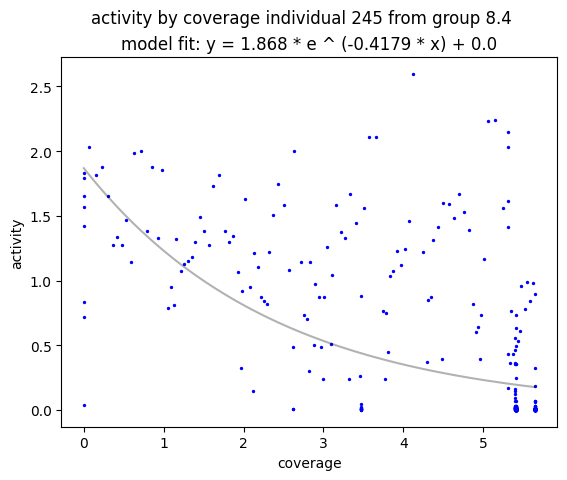 activity by coverage individual 245 from group 8.4
model fit: y = 1.868 * e ^ (-0.4179 * x) + 0.0
2.5
2.0
1.5
1.0
0.5
0.0
activity
0 1 2 3 4 5
coverage